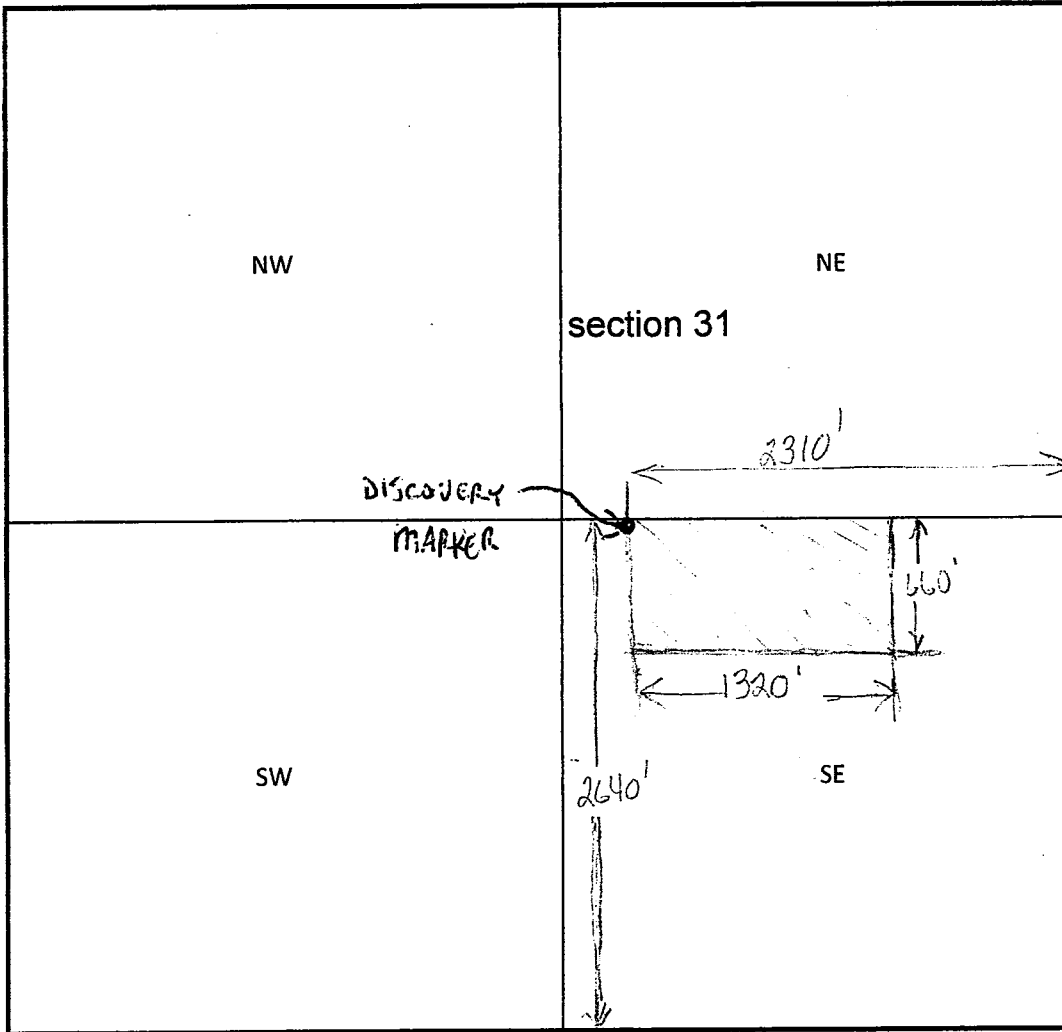 NW
NE
section 31
2310'
DISCOVERY
MARKER
660'
1320'
SW
2640'
SE